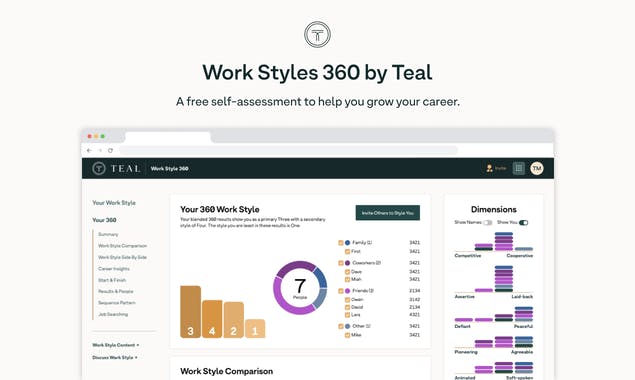 Work Styles 360 by Teal
A free self-assessment to help you grow your career.
TEAL
Work Style 360
Invite
TM
Your Work Style
Your 360
Summary
Work Style Comparison
Work Style Side By Side
Career Insights
Start & Finish
Results & People
Sequence Pattern
Job Searching
Work Style Content
Discuss Work Style
Your 360 Work Style
Your blended 360 results show you as a primary Three with a secondary
style of Four. The style you are least in these results is One.
Invite Others to Style You
3 4 2 1
7
People
Family (1) 3421
First 3421
Coworkers (2) 3421
Dave 3421
Miah 3421
Friends (3) 2134
Owen 3142
David 2134
Lara 4321
Other (1) 3421
Mike 3421
Work Style Comparison
Dimensions
Show Names: Show You:
Competitive Cooperative
Assertive Laid-back
Defiant Peaceful
Pioneering Agreeable
Animated Soft-spoken